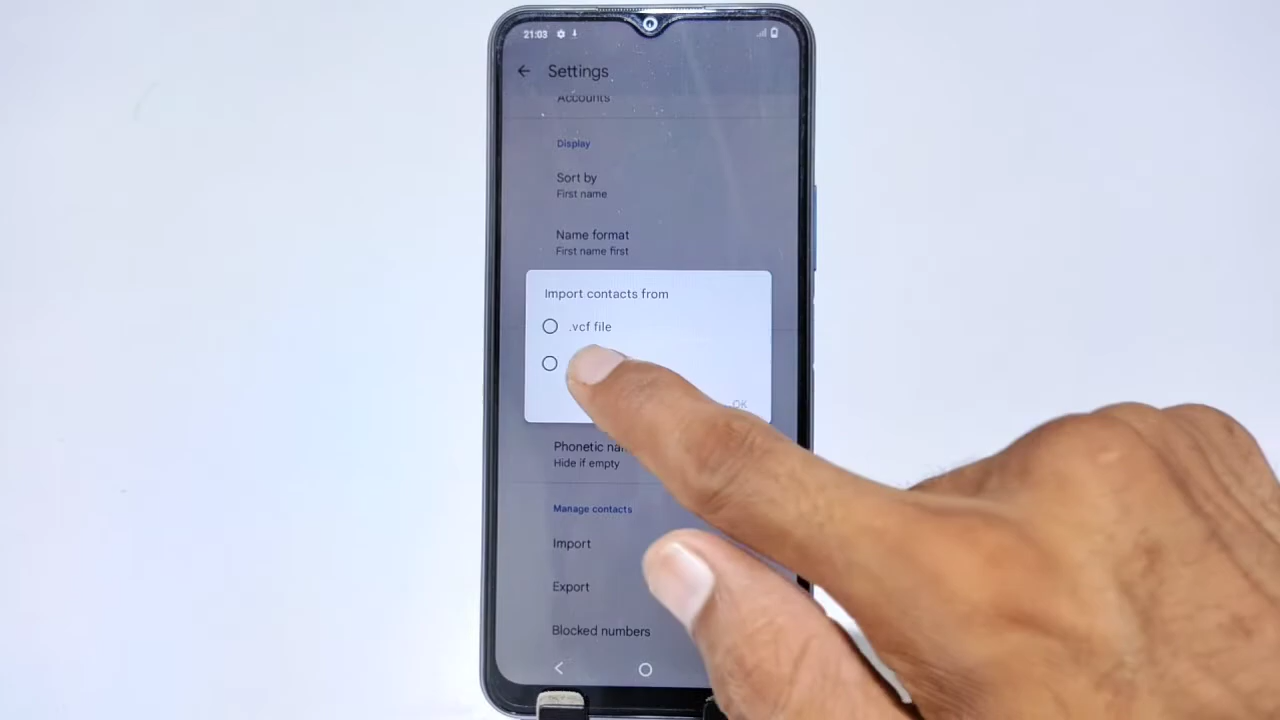 21:03
Settings
Accounts
Display
Sort by
First name
Name format
First name first
Import contacts from
.vcf file
OK
Phonetic
Hide if empty
Manage contacts
Import
Export
Blocked numbers